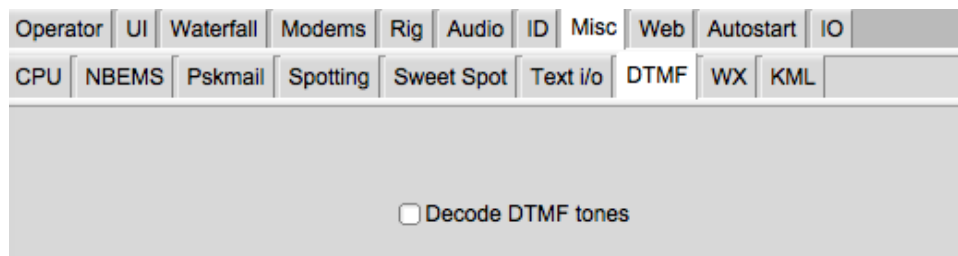 Operator UI Waterfall Modems Rig Audio ID Misc Web Autostart IO
CPU NBEMS Pskmail Spotting Sweet Spot Text i/o DTMF WX KML
Decode DTMF tones